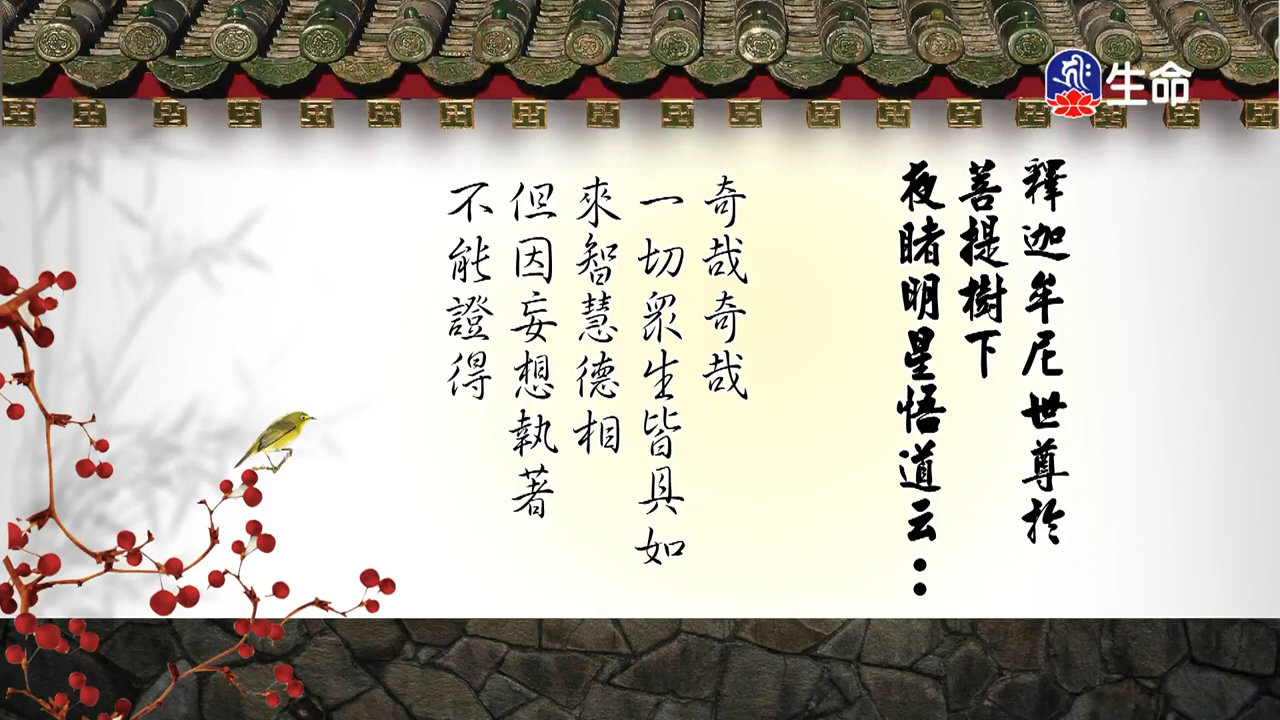 生命
釋迦牟尼世尊於
菩提樹下
夜睹明星悟道云：
奇哉奇哉
一切眾生皆具如
來智慧德相
但因妄想執著
不能證得